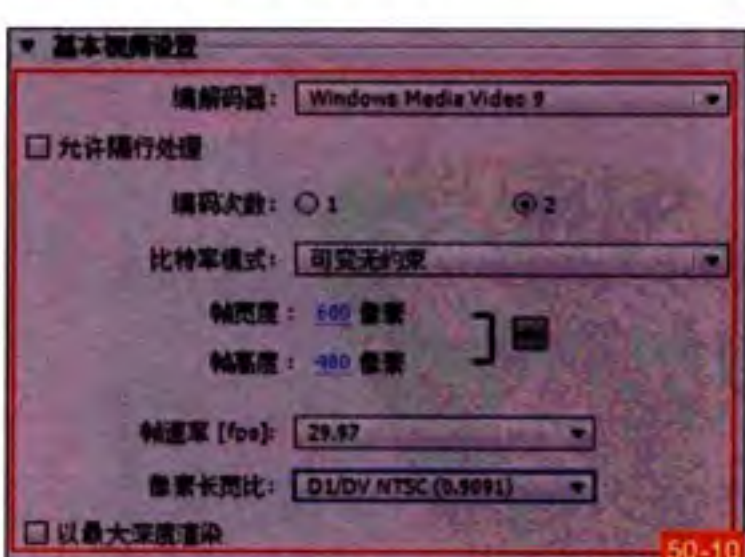 基本视频设置
编解码器: Windows Media Video 9
允许隔行处理
编码次数: 1 2
比特率模式: 可变无约束
帧宽度: 600 像素
帧高度: 480 像素
帧速率 [fps]: 29.97
像素长宽比: D1/DV NTSC (0.9091)
以最大深度渲染
50-10